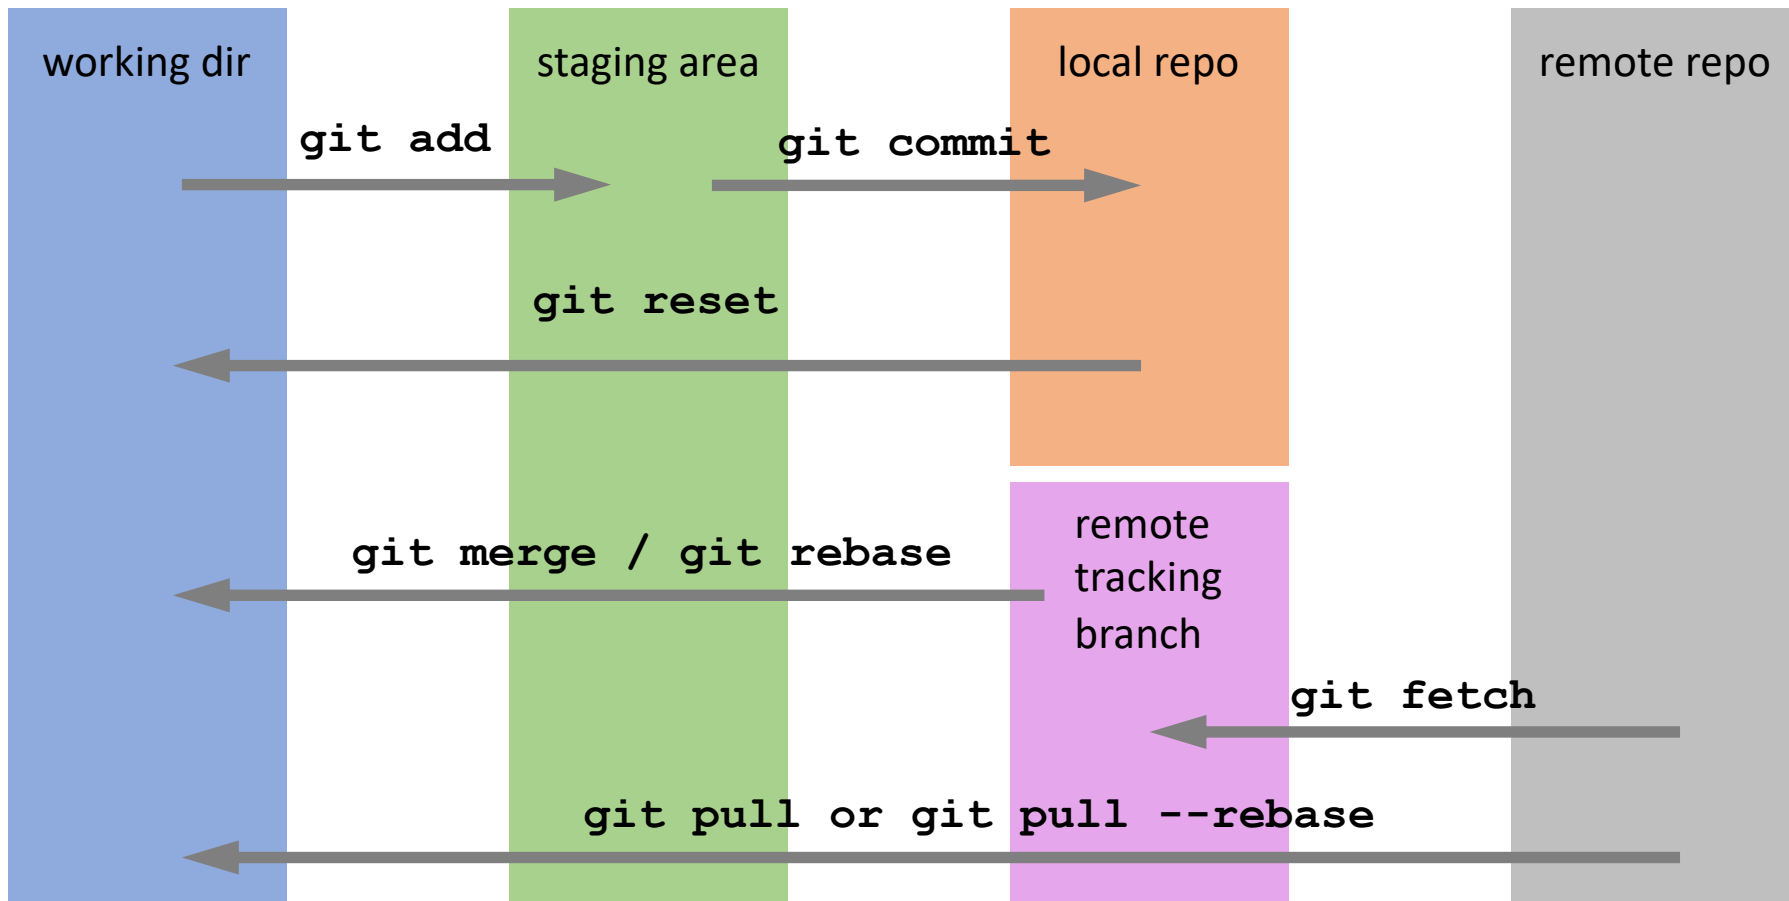 working dir
staging area
local repo
remote repo
git add
git commit
git reset
remote
tracking
branch
git merge / git rebase
git fetch
git pull or git pull --rebase